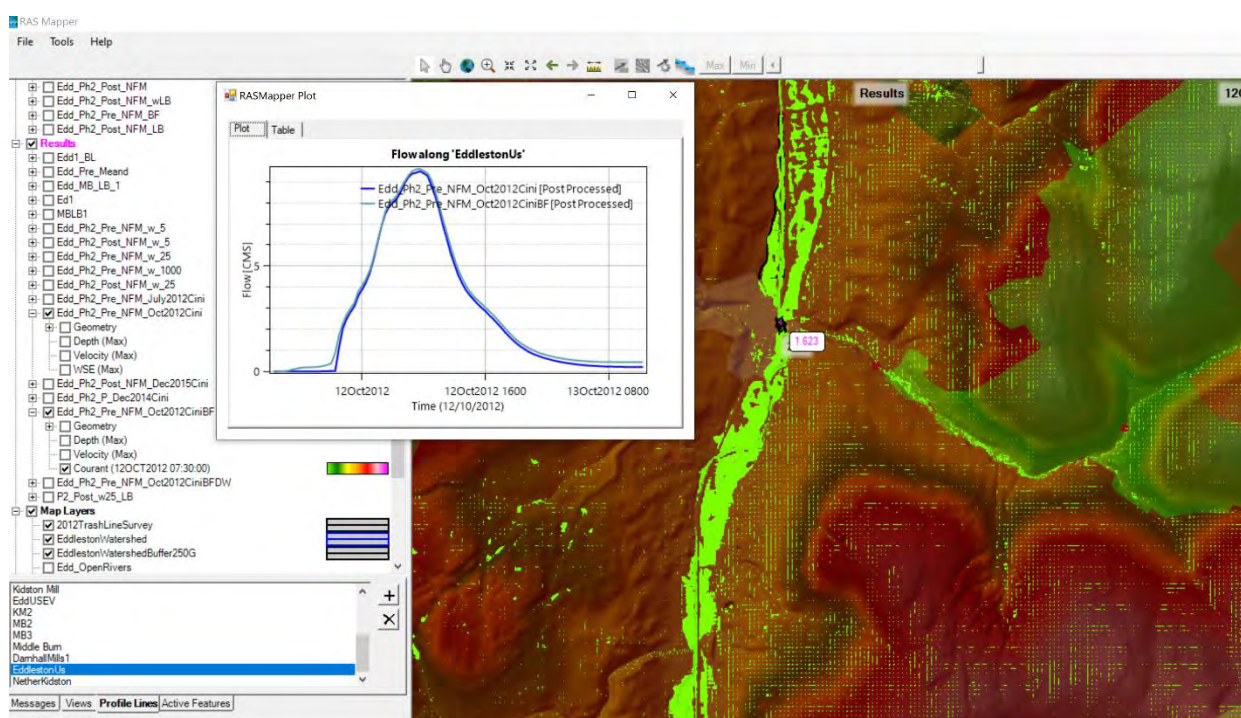 RAS Mapper
File Tools Help
Max Min
Edd_Ph2_Post_NFM
Edd_Ph2_Post_NFM_wLB
Edd_Ph2_Pre_NFM_BF
Edd_Ph2_Post_NFM_LB
Results
Edd1_BL
Edd_Pre_Meand
Edd_MB_LB_1
Ed1
MBLB1
Edd_Ph2_Pre_NFM_w_5
Edd_Ph2_Post_NFM_w_5
Edd_Ph2_Pre_NFM_w_25
Edd_Ph2_Pre_NFM_w_1000
Edd_Ph2_Post_NFM_w_25
Edd_Ph2_Pre_NFM_July2012Cini
Edd_Ph2_Pre_NFM_Oct2012Cini
Geometry
Depth (Max)
Velocity (Max)
WSE (Max)
Edd_Ph2_Post_NFM_Dec2015Cini
Edd_Ph2_P_Dec2014Cini
Edd_Ph2_Pre_NFM_Oct2012CiniBF
Geometry
Depth (Max)
Velocity (Max)
Courant (12OCT2012 07:30:00)
Edd_Ph2_Pre_NFM_Oct2012CiniBFDW
P2_Post_w25_LB
Map Layers
2012TrashLineSurvey
EddlestonWatershed
EddlestonWatershedBuffer250G
Edd_OpenRivers
Kidston Mill
EddUSEV
KM2
MB2
MB3
Middle Burn
DarnhallMills1
EddlestonUs
NetherKidston
Messages Views Profile Lines Active Features
RASMapper Plot
Plot Table
Flow along 'EddlestonUs'
Edd_Ph2_Pre_NFM_Oct2012Cini [Post Processed]
Edd_Ph2_Pre_NFM_Oct2012CiniBF [Post Processed]
Flow [CMS]
5
0
12Oct2012 12Oct2012 1600 13Oct2012 0800
Time (12/10/2012)
Results
12O
1.623